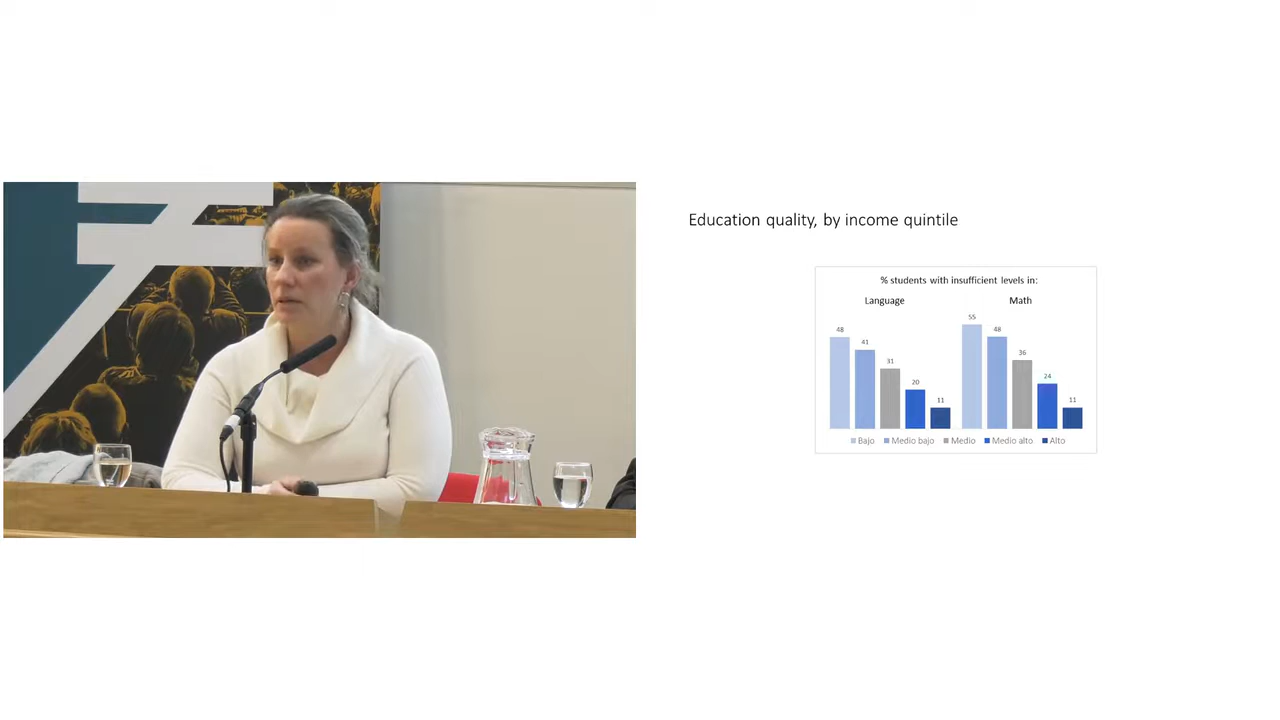 Education quality, by income quintile
% students with insufficient levels in:
Language
Math
48
41
31
20
11
55
48
36
24
11
Bajo
Medio bajo
Medio
Medio alto
Alto